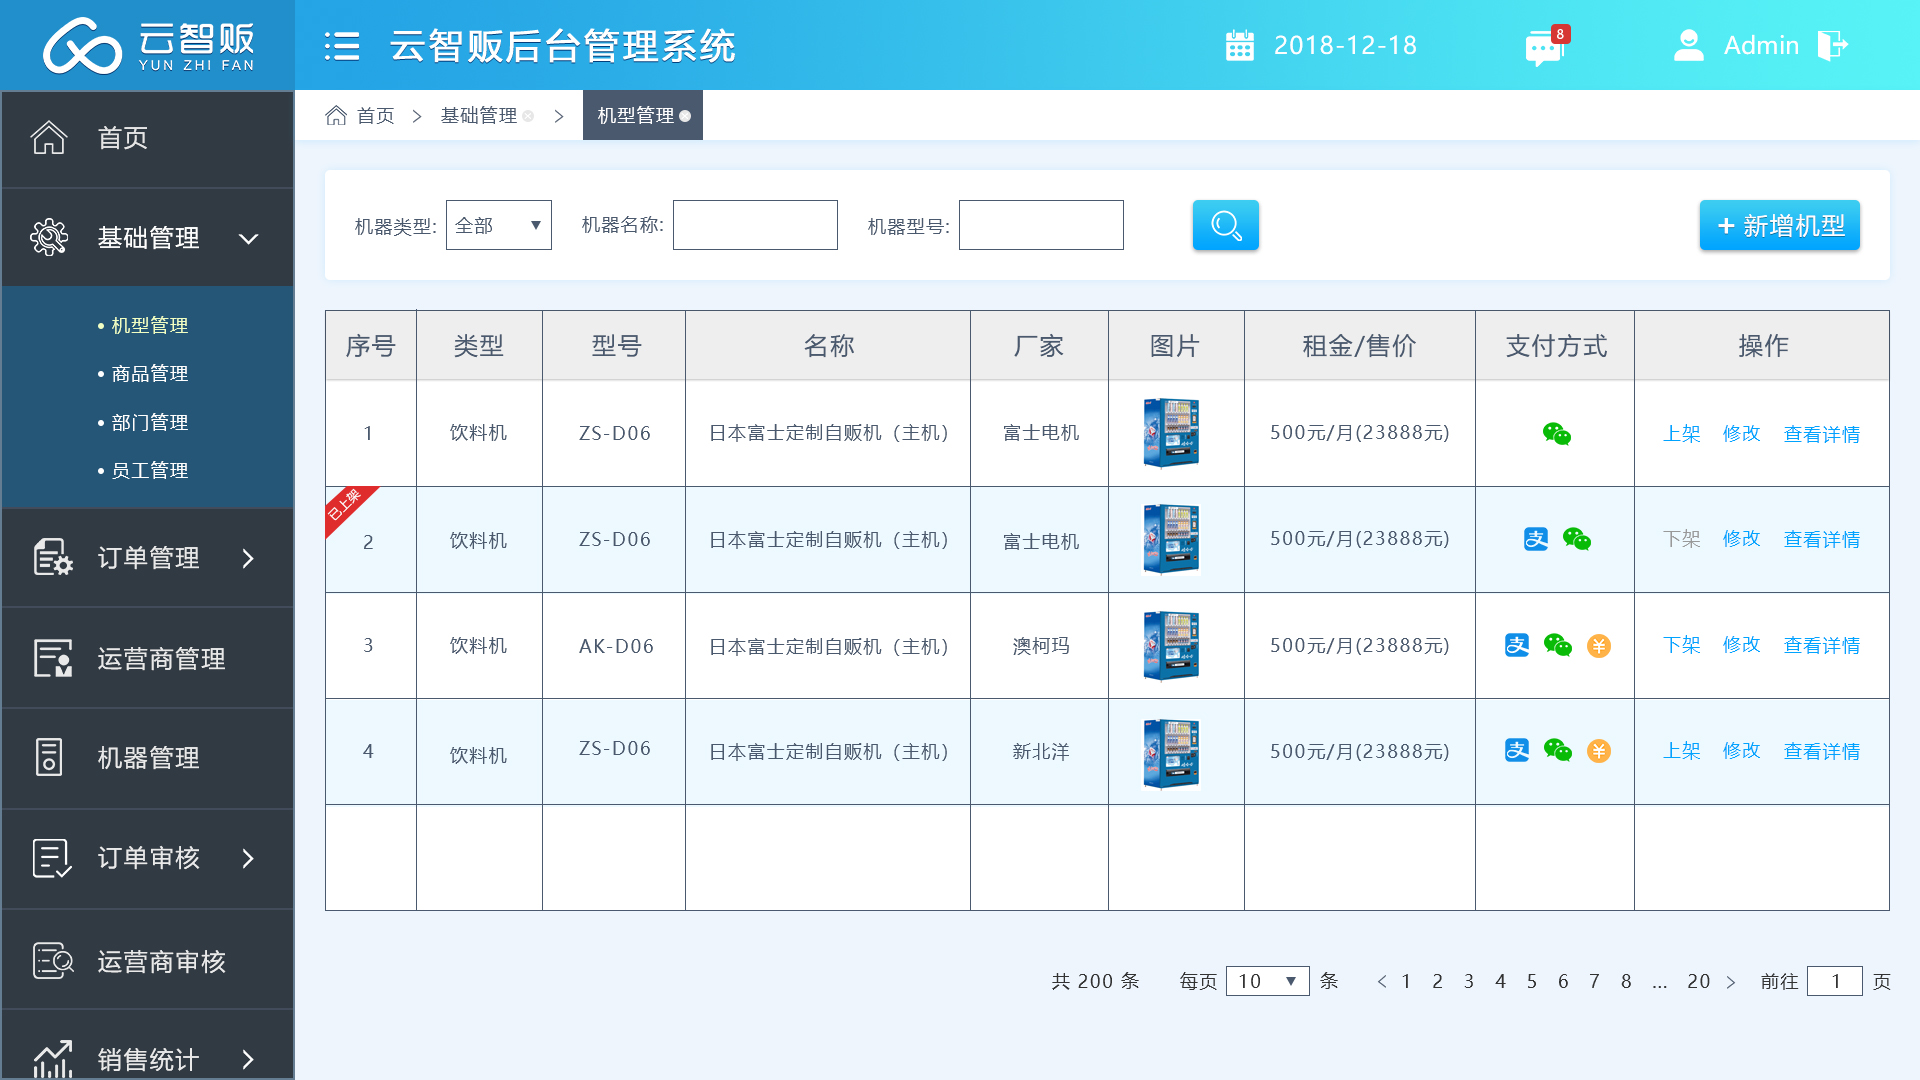 云智贩
YUN ZHI FAN
云智贩后台管理系统
2018-12-18
8
Admin
首页 > 基础管理 > 机型管理
首页
基础管理
• 机型管理
• 商品管理
• 部门管理
• 员工管理
订单管理
运营商管理
机器管理
订单审核
运营商审核
销售统计
机器类型: 全部 ▼ 机器名称: 机器型号:
+ 新增机型
序号 类型 型号 名称 厂家 图片 租金/售价 支付方式 操作
1 饮料机 ZS-D06 日本富士定制自贩机（主机） 富士电机 500元/月(23888元) 上架 修改 查看详情
已上架
2 饮料机 ZS-D06 日本富士定制自贩机（主机） 富士电机 500元/月(23888元) 支 下架 修改 查看详情
3 饮料机 AK-D06 日本富士定制自贩机（主机） 澳柯玛 500元/月(23888元) 支 ¥ 下架 修改 查看详情
4 饮料机 ZS-D06 日本富士定制自贩机（主机） 新北洋 500元/月(23888元) 支 ¥ 上架 修改 查看详情
共 200 条 每页 10 ▼ 条 < 1 2 3 4 5 6 7 8 ... 20 > 前往 1 页